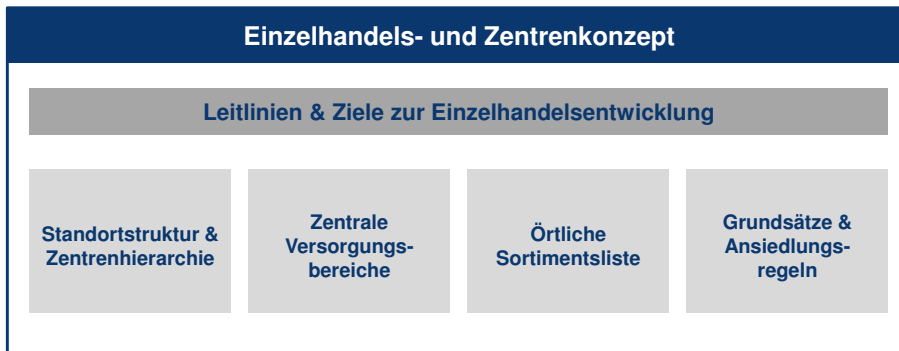 Einzelhandels- und Zentrenkonzept
Leitlinien & Ziele zur Einzelhandelsentwicklung
Standortstruktur &
Zentrenhierarchie
Zentrale
Versorgungs-
bereiche
Örtliche
Sortimentsliste
Grundsätze &
Ansiedlungs-
regeln